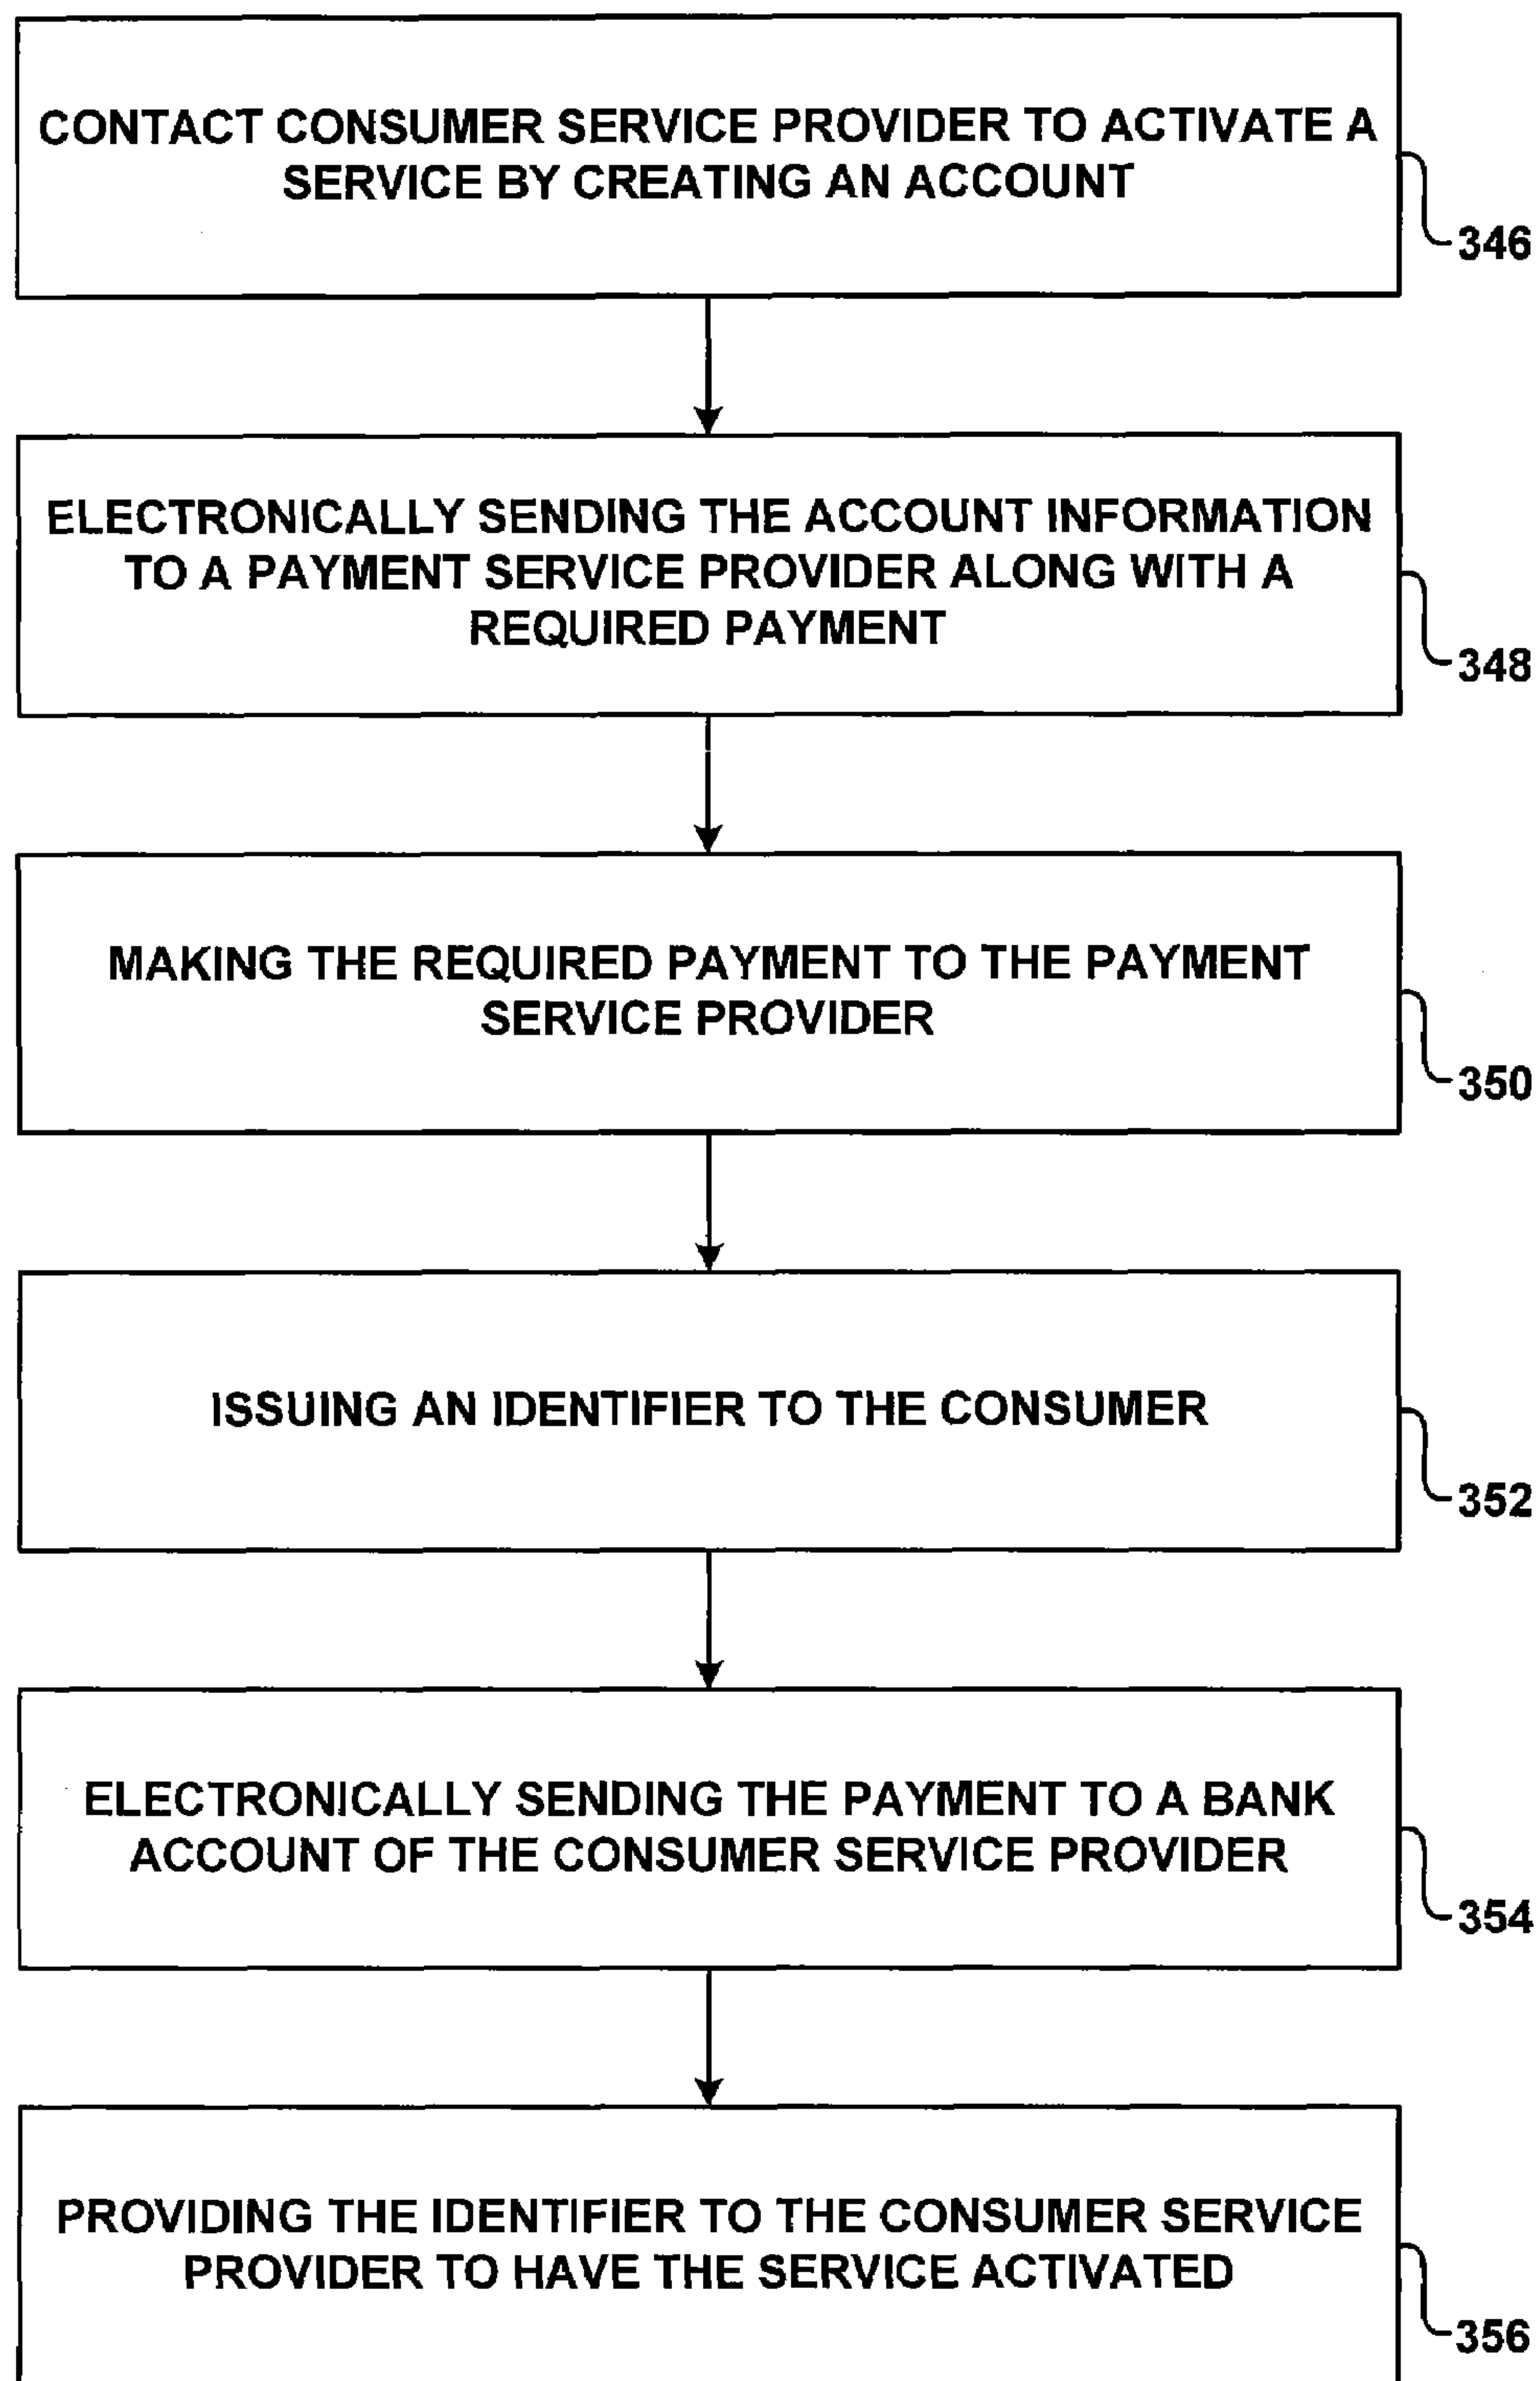 CONTACT CONSUMER SERVICE PROVIDER TO ACTIVATE A
SERVICE BY CREATING AN ACCOUNT
346
ELECTRONICALLY SENDING THE ACCOUNT INFORMATION
TO A PAYMENT SERVICE PROVIDER ALONG WITH A
REQUIRED PAYMENT
348
MAKING THE REQUIRED PAYMENT TO THE PAYMENT
SERVICE PROVIDER
350
ISSUING AN IDENTIFIER TO THE CONSUMER
352
ELECTRONICALLY SENDING THE PAYMENT TO A BANK
ACCOUNT OF THE CONSUMER SERVICE PROVIDER
354
PROVIDING THE IDENTIFIER TO THE CONSUMER SERVICE
PROVIDER TO HAVE THE SERVICE ACTIVATED
356